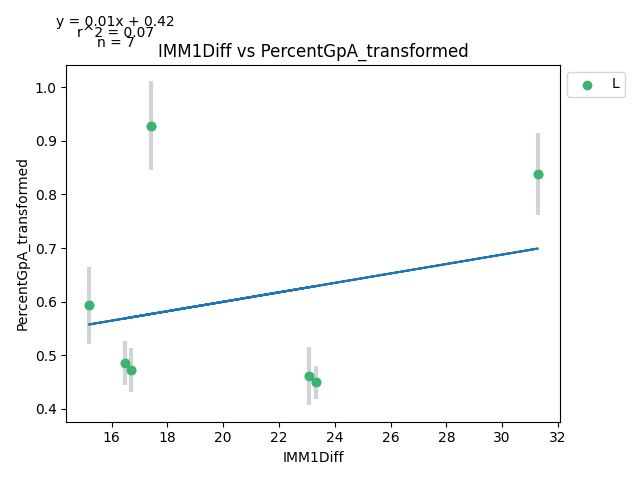 y = 0.01x + 0.42
r^2 = 0.07
n = 7
IMM1Diff vs PercentGpA_transformed
L
PercentGpA_transformed
1.0
0.9
0.8
0.7
0.6
0.5
0.4
16 18 20 22 24 26 28 30 32
IMM1Diff